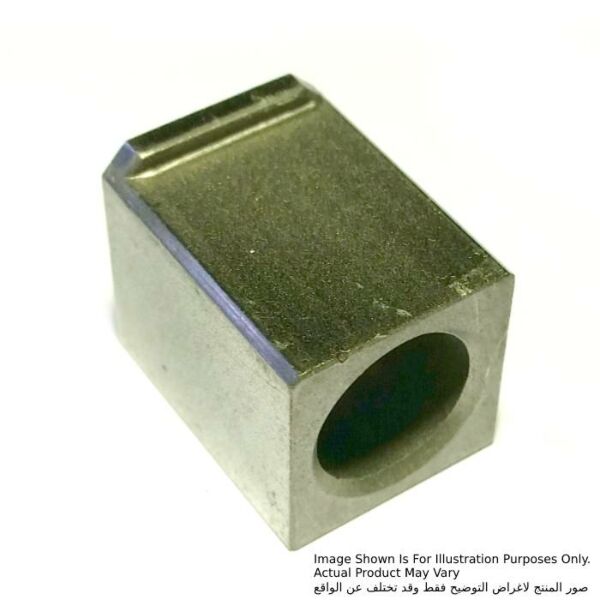 Image Shown Is For Illustration Purposes Only.
Actual Product May Vary
صور المنتج لاغراض التوضيح فقط وقد تختلف عن الواقع